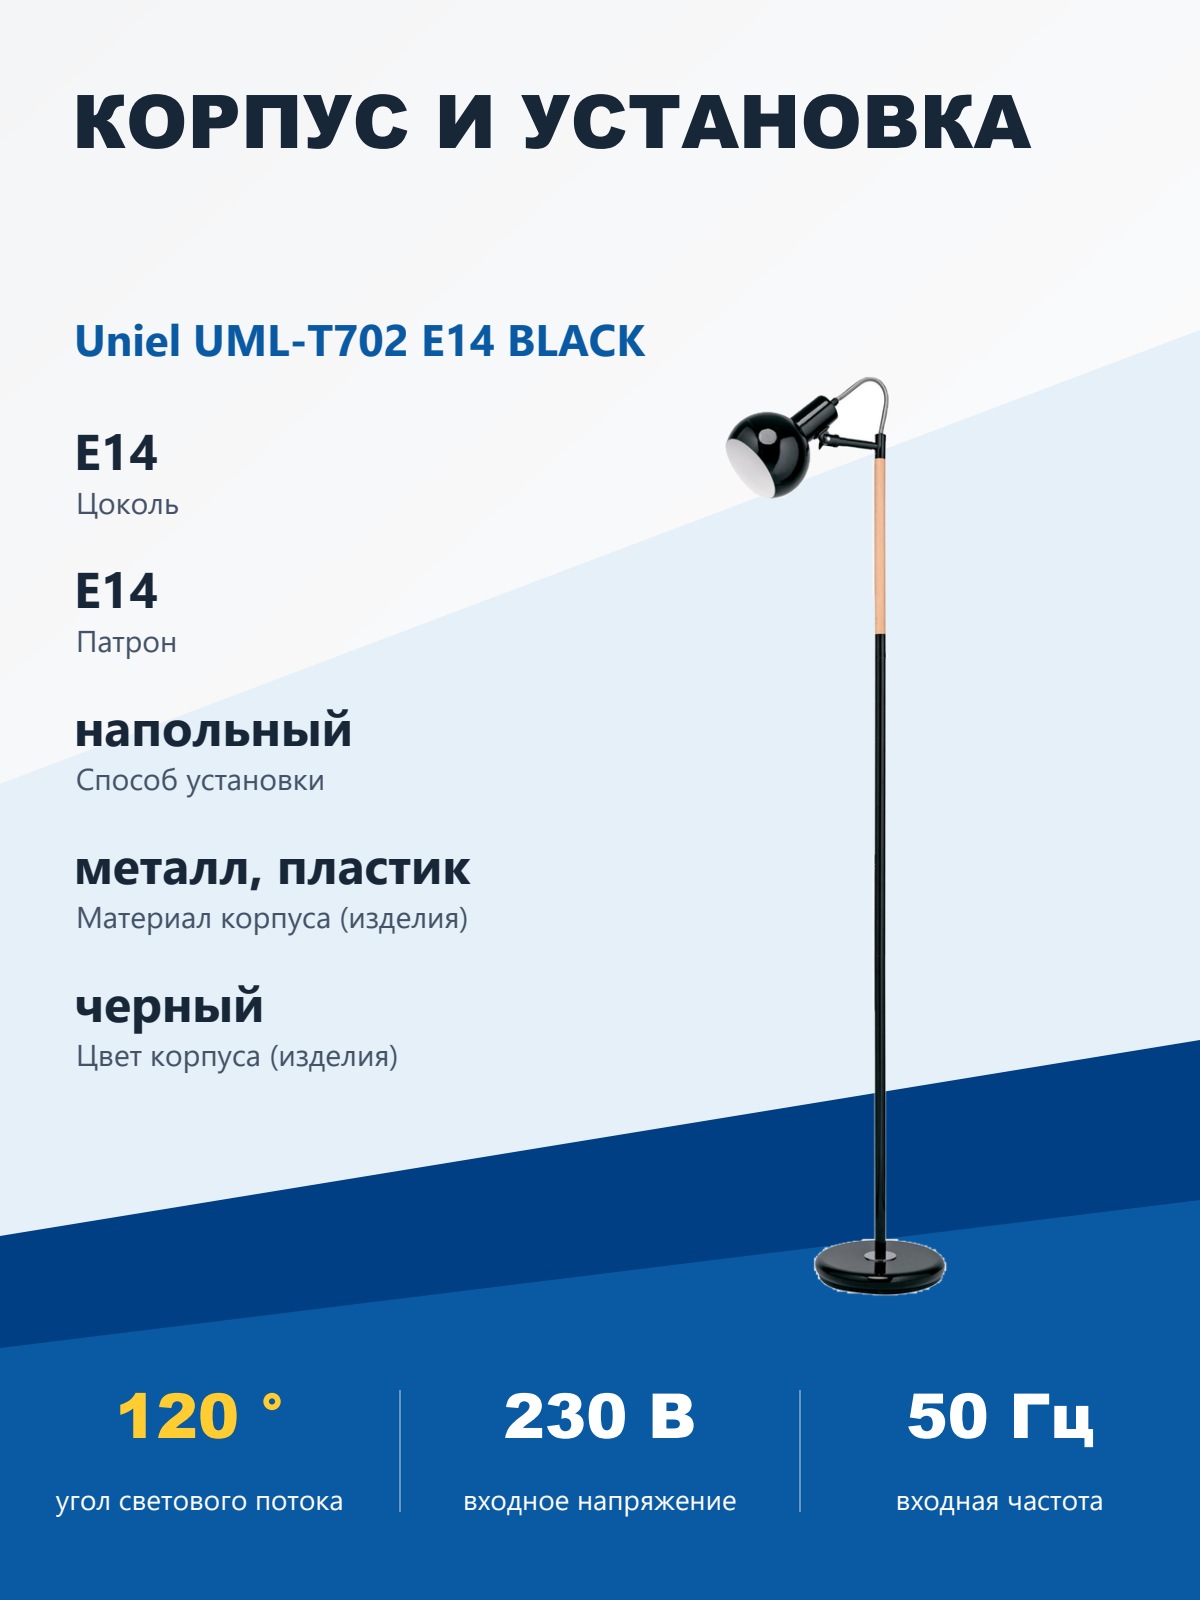 КОРПУС И УСТАНОВКА
Uniel UML-T702 E14 BLACK
E14
Цоколь
E14
Патрон
напольный
Способ установки
металл, пластик
Материал корпуса (изделия)
черный
Цвет корпуса (изделия)
120 °
угол светового потока
230 В
входное напряжение
50 Гц
входная частота